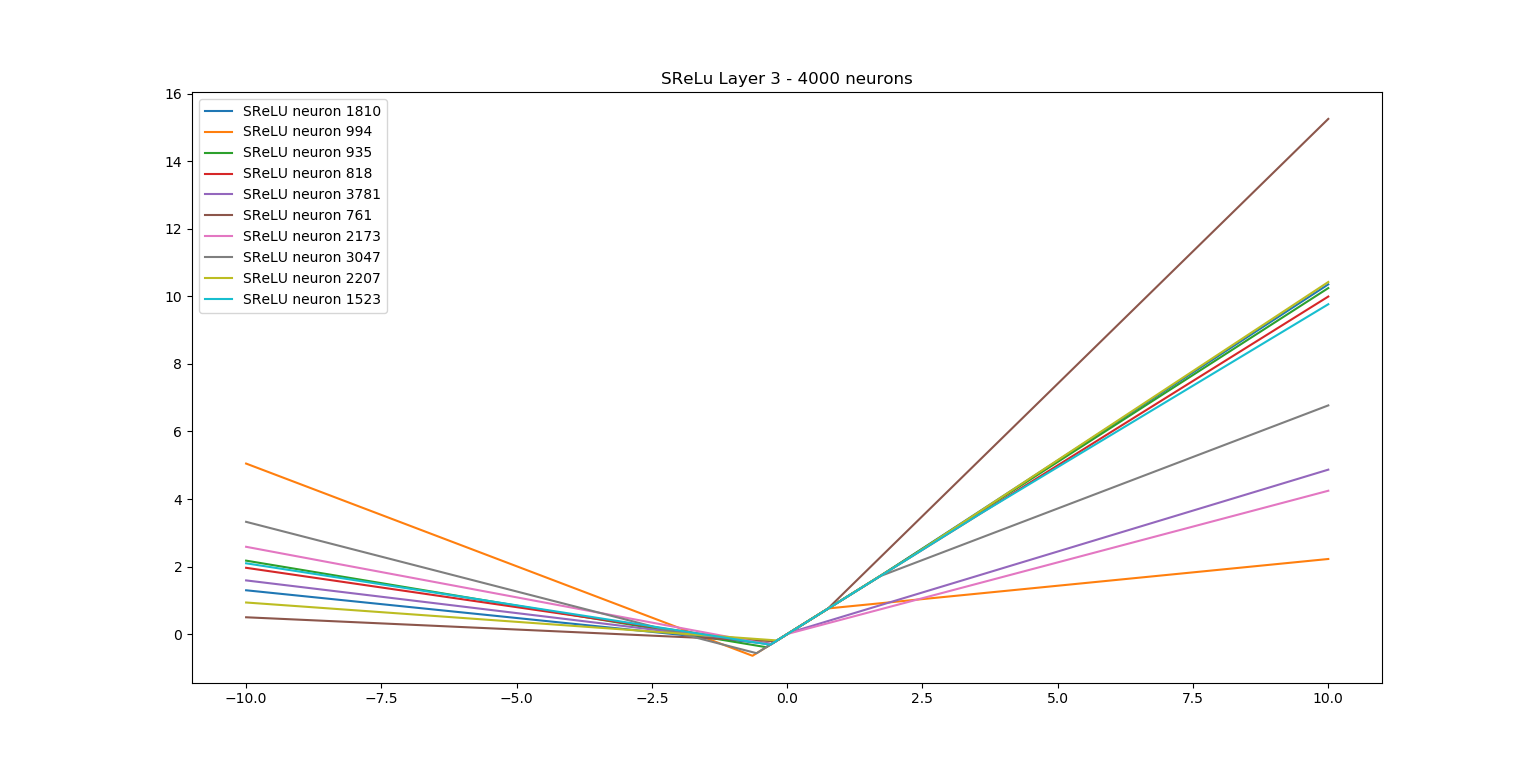 SReLu Layer 3 - 4000 neurons
16
14
12
10
8
6
4
2
0
SReLU neuron 1810
SReLU neuron 994
SReLU neuron 935
SReLU neuron 818
SReLU neuron 3781
SReLU neuron 761
SReLU neuron 2173
SReLU neuron 3047
SReLU neuron 2207
SReLU neuron 1523
−10.0 −7.5 −5.0 −2.5 0.0 2.5 5.0 7.5 10.0